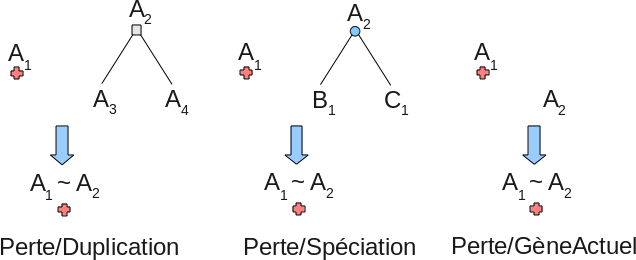 A2
A1
A3 A4
A1 ~ A2
Perte/Duplication
A2
A1
B1 C1
A1 ~ A2
Perte/Spéciation
A1
A2
A1 ~ A2
Perte/GèneActuel